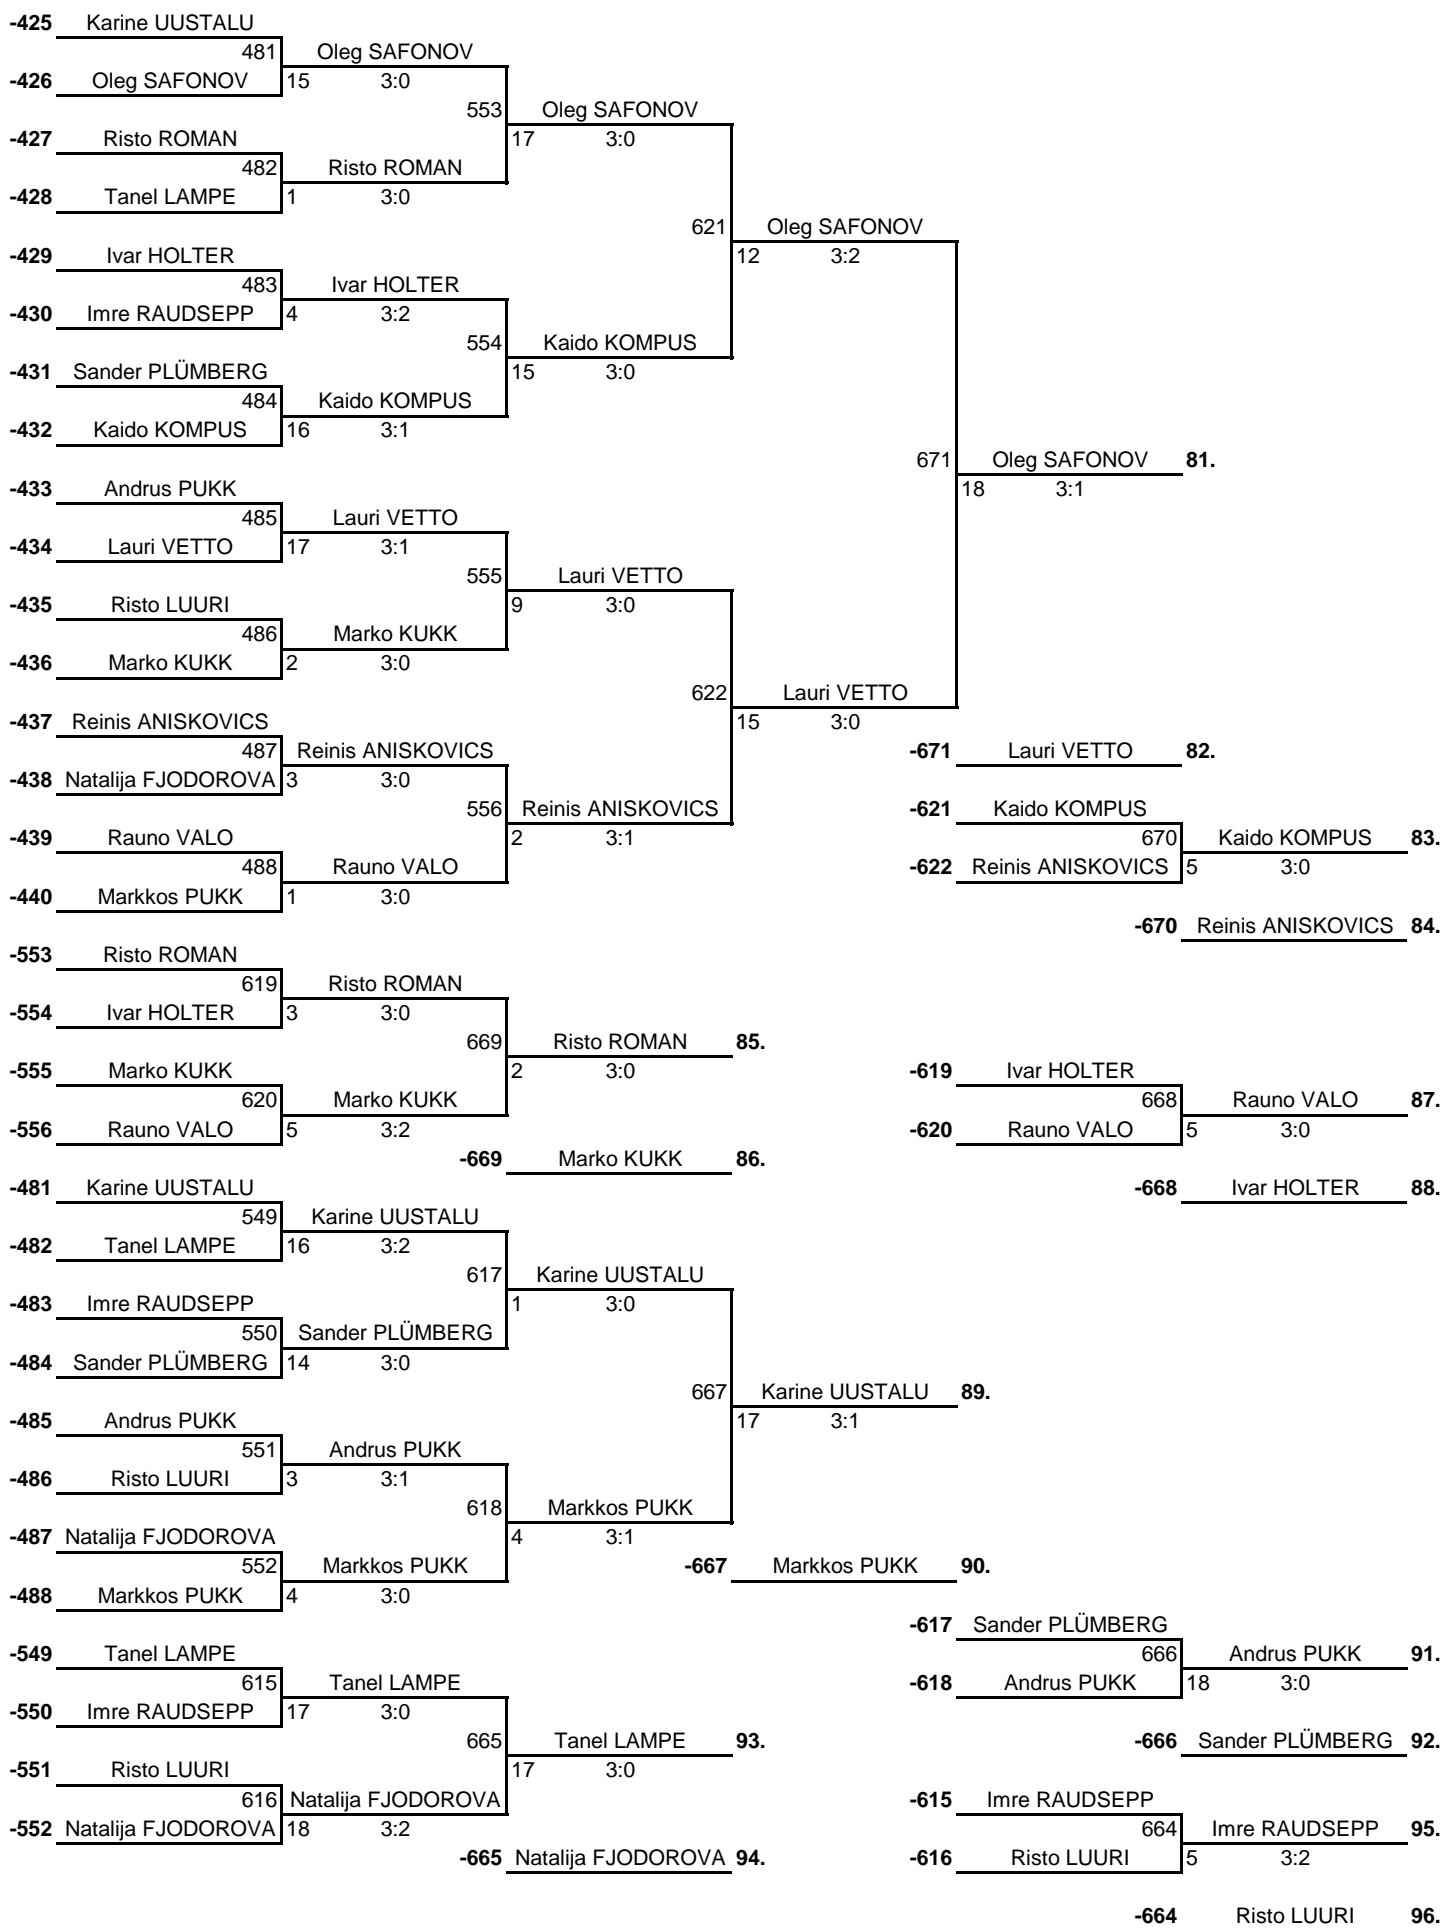 -425 Karine UUSTALU
481 Oleg SAFONOV
-426 Oleg SAFONOV 15 3:0
553 Oleg SAFONOV
-427 Risto ROMAN 17 3:0
482 Risto ROMAN
-428 Tanel LAMPE 1 3:0
621 Oleg SAFONOV
-429 Ivar HOLTER 12 3:2
483 Ivar HOLTER
-430 Imre RAUDSEPP 4 3:2
554 Kaido KOMPUS
-431 Sander PLÜMBERG 15 3:0
484 Kaido KOMPUS
-432 Kaido KOMPUS 16 3:1
671 Oleg SAFONOV 81.
-433 Andrus PUKK 18 3:1
485 Lauri VETTO
-434 Lauri VETTO 17 3:1
555 Lauri VETTO
-435 Risto LUURI 9 3:0
486 Marko KUKK
-436 Marko KUKK 2 3:0
622 Lauri VETTO
-437 Reinis ANISKOVICS 15 3:0
487 Reinis ANISKOVICS -671 Lauri VETTO 82.
-438 Natalija FJODOROVA 3 3:0
556 Reinis ANISKOVICS -621 Kaido KOMPUS
-439 Rauno VALO 2 3:1 670 Kaido KOMPUS 83.
488 Rauno VALO -622 Reinis ANISKOVICS 5 3:0
-440 Markkos PUKK 1 3:0
-670 Reinis ANISKOVICS 84.
-553 Risto ROMAN
619 Risto ROMAN
-554 Ivar HOLTER 3 3:0
669 Risto ROMAN 85.
-555 Marko KUKK 2 3:0 -619 Ivar HOLTER
620 Marko KUKK 668 Rauno VALO 87.
-556 Rauno VALO 5 3:2 -620 Rauno VALO 5 3:0
-669 Marko KUKK 86.
-481 Karine UUSTALU -668 Ivar HOLTER 88.
549 Karine UUSTALU
-482 Tanel LAMPE 16 3:2
617 Karine UUSTALU
-483 Imre RAUDSEPP 1 3:0
550 Sander PLÜMBERG
-484 Sander PLÜMBERG 14 3:0
667 Karine UUSTALU 89.
-485 Andrus PUKK 17 3:1
551 Andrus PUKK
-486 Risto LUURI 3 3:1
618 Markkos PUKK
-487 Natalija FJODOROVA 4 3:1
552 Markkos PUKK -667 Markkos PUKK 90.
-488 Markkos PUKK 4 3:0
-617 Sander PLÜMBERG
-549 Tanel LAMPE 666 Andrus PUKK 91.
615 Tanel LAMPE -618 Andrus PUKK 18 3:0
-550 Imre RAUDSEPP 17 3:0
665 Tanel LAMPE 93. -666 Sander PLÜMBERG 92.
-551 Risto LUURI 17 3:0
616 Natalija FJODOROVA -615 Imre RAUDSEPP
-552 Natalija FJODOROVA 18 3:2 664 Imre RAUDSEPP 95.
-665 Natalija FJODOROVA 94. -616 Risto LUURI 5 3:2
-664 Risto LUURI 96.